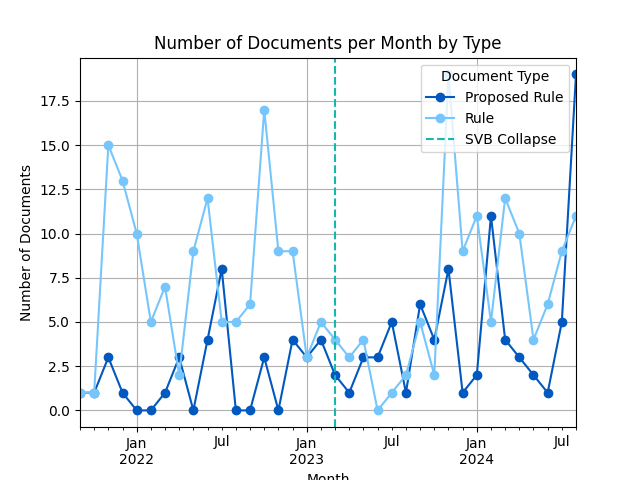 Number of Documents per Month by Type
Document Type
Proposed Rule
Rule
SVB Collapse
Number of Documents
17.5
15.0
12.5
10.0
7.5
5.0
2.5
0.0
Jan
2022
Jul
Jan
2023
Jul
Jan
2024
Jul
Month